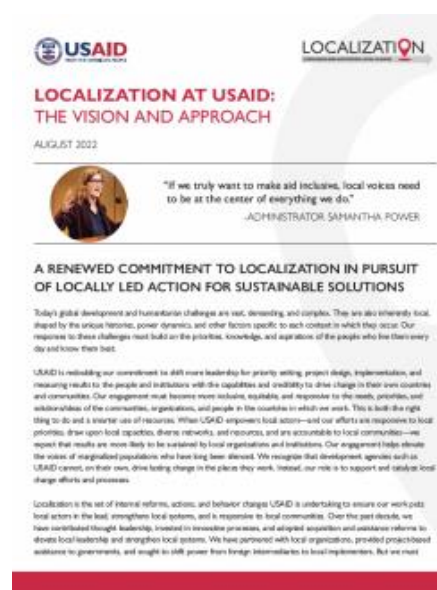 USAID
FROM THE AMERICAN PEOPLE
LOCALIZATION
LOCALIZATION AT USAID:
THE VISION AND APPROACH
AUGUST 2022
"If we truly want to make aid inclusive, local voices need
to be at the center of everything we do."
-ADMINISTRATOR SAMANTHA POWER
A RENEWED COMMITMENT TO LOCALIZATION IN PURSUIT
OF LOCALLY LED ACTION FOR SUSTAINABLE SOLUTIONS
Today's global development and humanitarian challenges are vast, demanding, and complex. They are also inherently local,
shaped by the unique histories, power dynamics, and other factors specific to each context in which they occur. Our
responses to these challenges must build on the priorities, knowledge, and aspirations of the people who live them every
day and know them best.
USAID is redoubling our commitment to shift more leadership for priority setting, project design, implementation, and
measuring results to the people and institutions with the capabilities and credibility to drive change in their own countries
and communities. Our engagement must become more inclusive, equitable, and responsive to the needs, priorities, and
solutions/ideas of the communities, organizations, and people in the countries in which we work. This is both the right
thing to do and a smarter use of resources. When USAID empowers local actors—and our efforts are responsive to local
priorities, draw upon local capacities, diverse networks, and resources, and are accountable to local communities—we
expect that results are more likely to be sustained by local organizations and institutions. Our engagement helps elevate
the voices of marginalized populations who have long been silenced. We recognize that development agencies such as
USAID cannot, on their own, drive lasting change in the places they work. Instead, our role is to support and catalyze local
change efforts and processes.
Localization is the set of internal reforms, actions, and behavior changes USAID is undertaking to ensure our work puts
local actors in the lead, strengthens local systems, and is responsive to local communities. Over the past decade, we
have contributed thought leadership, invested in innovative processes, and adopted acquisition and assistance reforms to
elevate local leadership and strengthen local systems. We have partnered with local organizations, provided project-based
assistance to governments, and sought to shift power from foreign intermediaries to local implementers. But we must